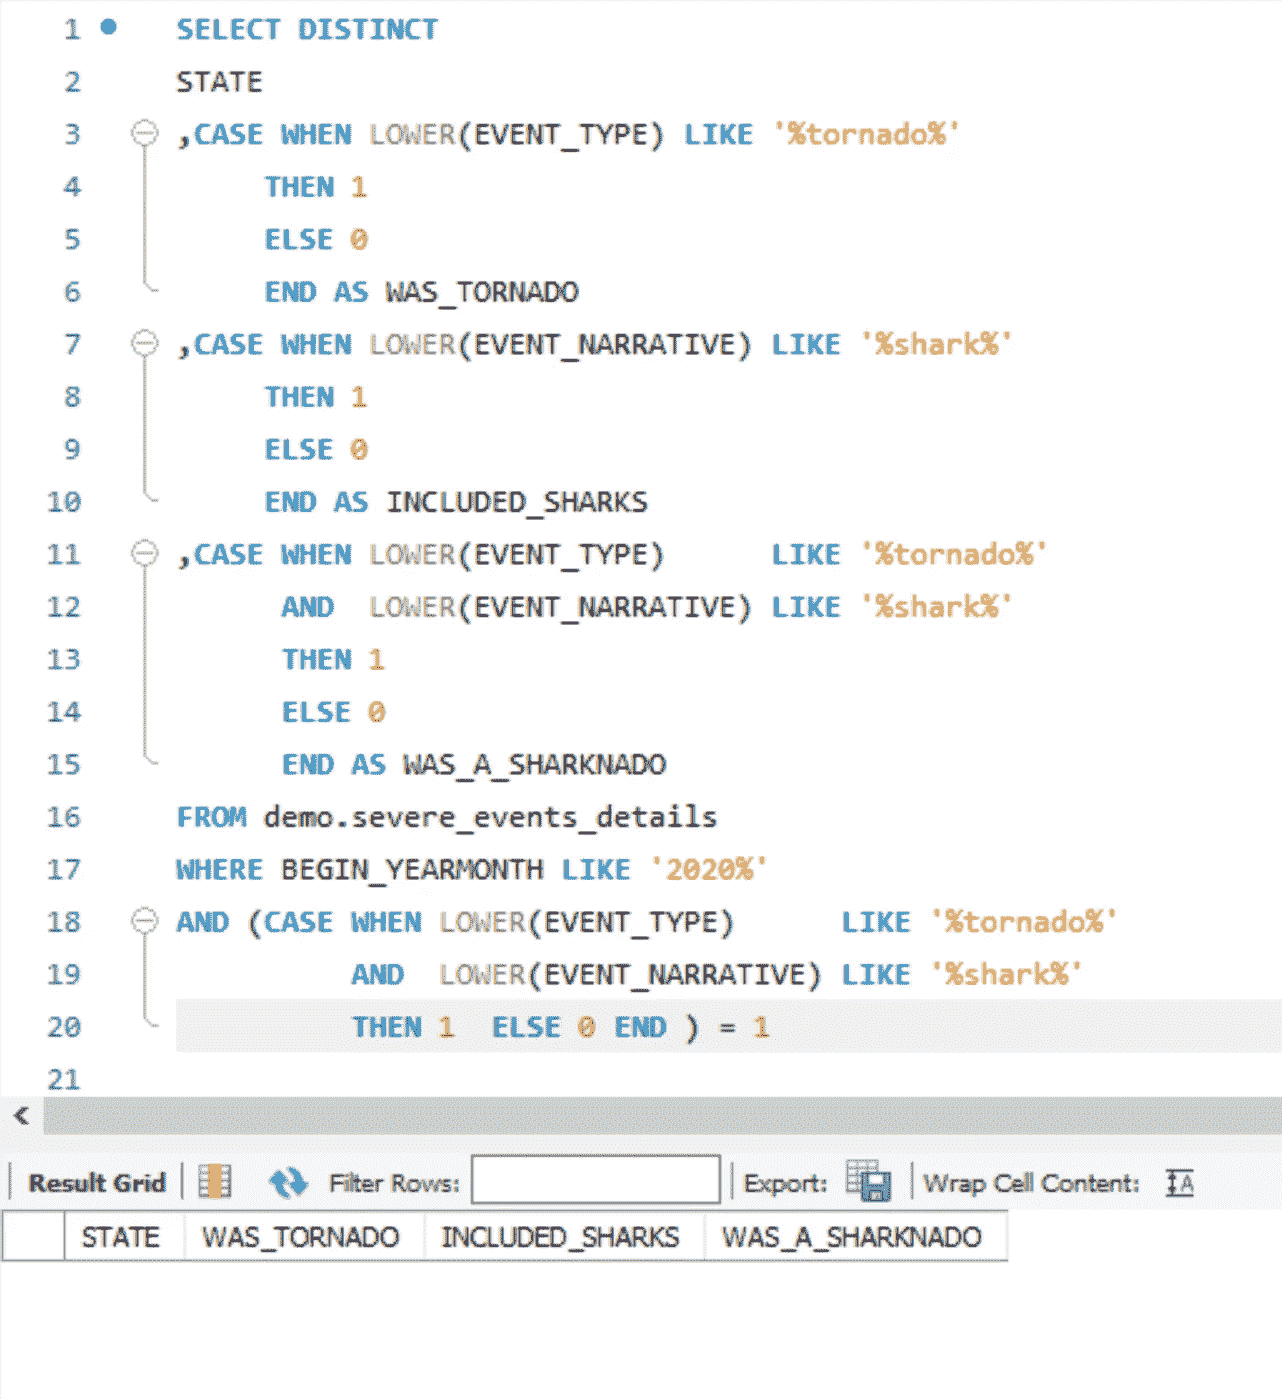 1 SELECT DISTINCT
2 STATE
3 ,CASE WHEN LOWER(EVENT_TYPE) LIKE '%tornado%'
4 THEN 1
5 ELSE 0
6 END AS WAS_TORNADO
7 ,CASE WHEN LOWER(EVENT_NARRATIVE) LIKE '%shark%'
8 THEN 1
9 ELSE 0
10 END AS INCLUDED_SHARKS
11 ,CASE WHEN LOWER(EVENT_TYPE) LIKE '%tornado%'
12 AND LOWER(EVENT_NARRATIVE) LIKE '%shark%'
13 THEN 1
14 ELSE 0
15 END AS WAS_A_SHARKNADO
16 FROM demo.severe_events_details
17 WHERE BEGIN_YEARMONTH LIKE '2020%'
18 AND (CASE WHEN LOWER(EVENT_TYPE) LIKE '%tornado%'
19 AND LOWER(EVENT_NARRATIVE) LIKE '%shark%'
20 THEN 1 ELSE 0 END ) = 1
21
Result Grid Filter Rows: Export: Wrap Cell Content: A
STATE WAS_TORNADO INCLUDED_SHARKS WAS_A_SHARKNADO